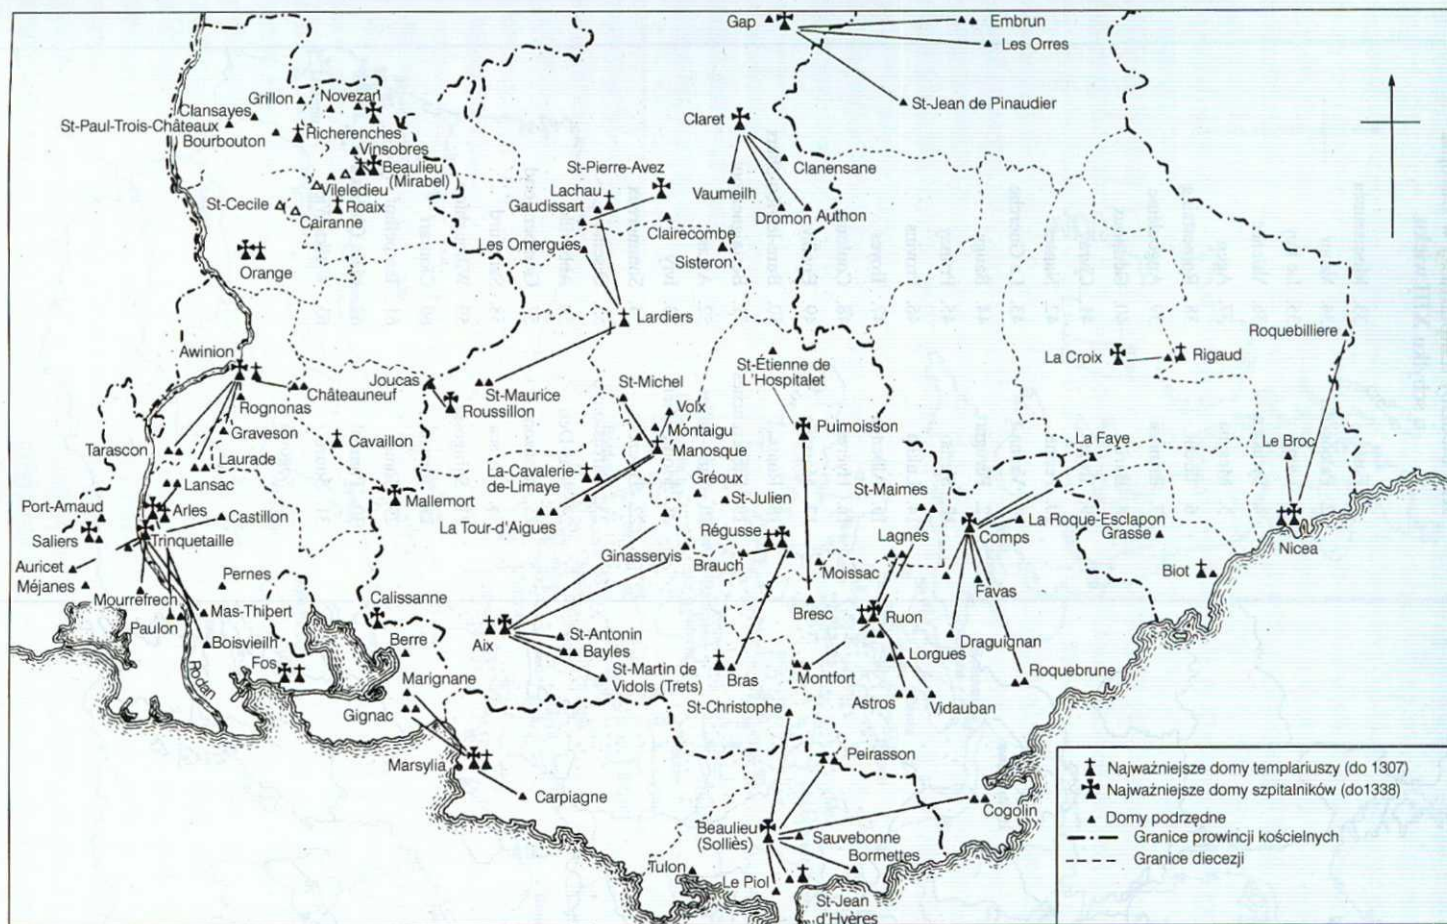 Gap
Embrun
Les Orres
St-Jean de Pinaudier
Grillon
Novezan
Clansayes
St-Paul-Trois-Châteaux
Bourbouton
Richerenches
Vinsobres
Beaulieu
(Mirabel)
Vileledieu
St-Cecile
Roaix
Cairanne
Orange
Claret
Clanensane
Vaumeilh
Dromon
Authon
St-Pierre-Avez
Lachau
Gaudissart
Clairecombe
Les Omergues
Sisteron
Lardiers
Awinion
Châteauneuf
Rognonas
Joucas
Roussillon
St-Maurice
St-Michel
St-Étienne de
L'Hospitalet
La Croix
Rigaud
Roquebilliere
Graveson
Tarascon
Laurade
Cavaillon
Volx
Montaigu
Manosque
Puimoisson
La Faye
Le Broc
Lansac
La-Cavalerie-
de-Limaye
Mallemort
Gréoux
St-Julien
St-Maimes
Port-Amaud
Arles
Castillon
La Tour-d'Aigues
La Roque-Esclapon
Saliers
Trinquetaille
Régusse
Lagnes
Comps
Grasse
Nicea
Auricet
Ginasservis
Brauch
Moissac
Biot
Méjanes
Pernes
Favas
Mourrefrech
Mas-Thibert
Calissanne
Bresc
Ruon
Paulon
Boisvieilh
Berre
Aix
St-Antonin
Bayles
Draguignan
Fos
Rodan
Marignane
St-Martin de
Vidols (Trets)
Bras
Montfort
Lorgues
Roquebrune
Gignac
St-Christophe
Astros
Vidauban
Marsylia
Peirasson
Carpiagne
Cogolin
Beaulieu
(Solliès)
Sauvebonne
Bormettes
Tulon
Le Piol
St-Jean
d'Hyères
Najważniejsze domy templariuszy (do 1307)
Najważniejsze domy szpitalników (do1338)
Domy podrzędne
Granice prowincji kościelnych
Granice diecezji